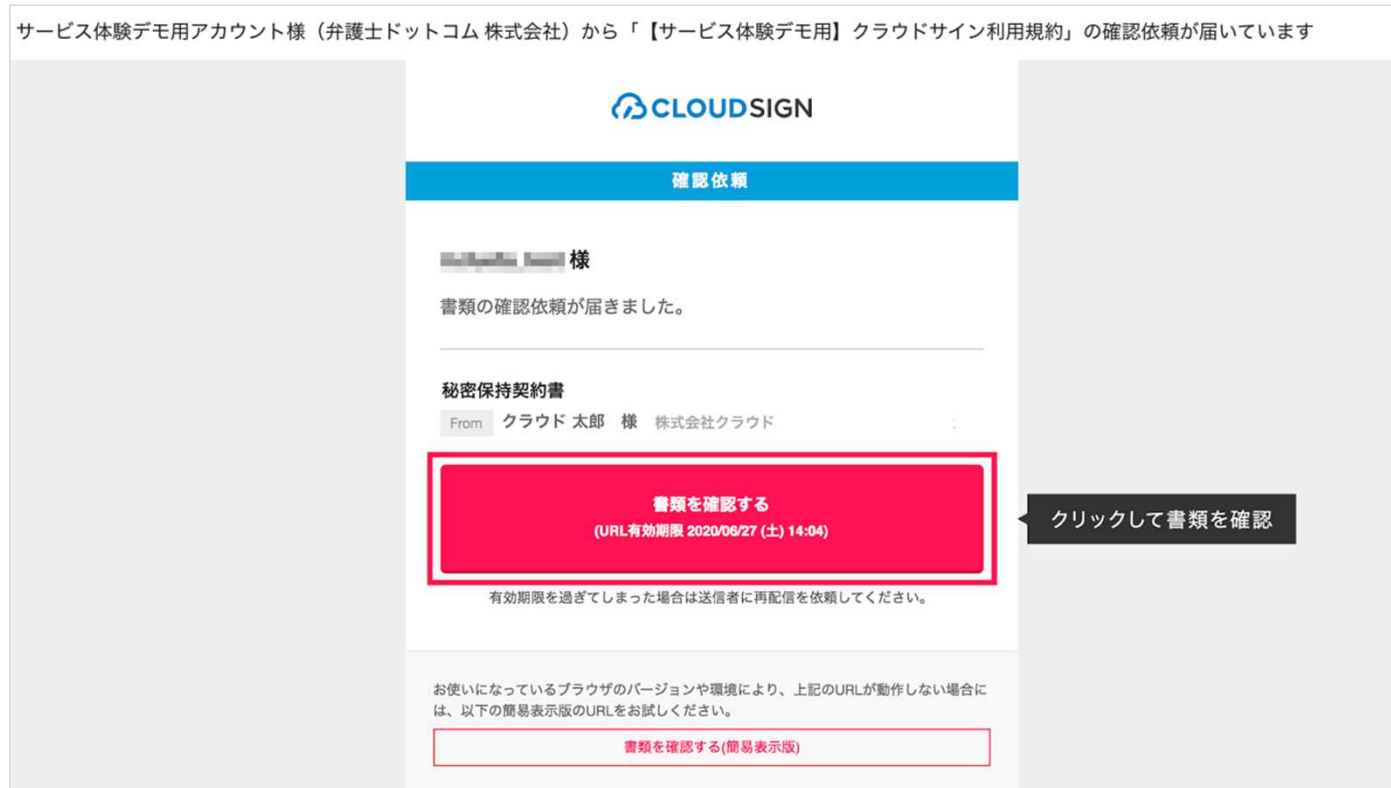 サービス体験デモ用アカウント様（弁護士ドットコム 株式会社）から「【サービス体験デモ用】クラウドサイン利用規約」の確認依頼が届いています
CLOUDSIGN
確認依頼
様
書類の確認依頼が届きました。
秘密保持契約書
From クラウド 太郎 様 株式会社クラウド
書類を確認する
(URL有効期限 2020/06/27 (土) 14:04)
クリックして書類を確認
有効期限を過ぎてしまった場合は送信者に再配信を依頼してください。
お使いになっているブラウザのバージョンや環境により、上記のURLが動作しない場合に
は、以下の簡易表示版のURLをお試しください。
書類を確認する(簡易表示版)